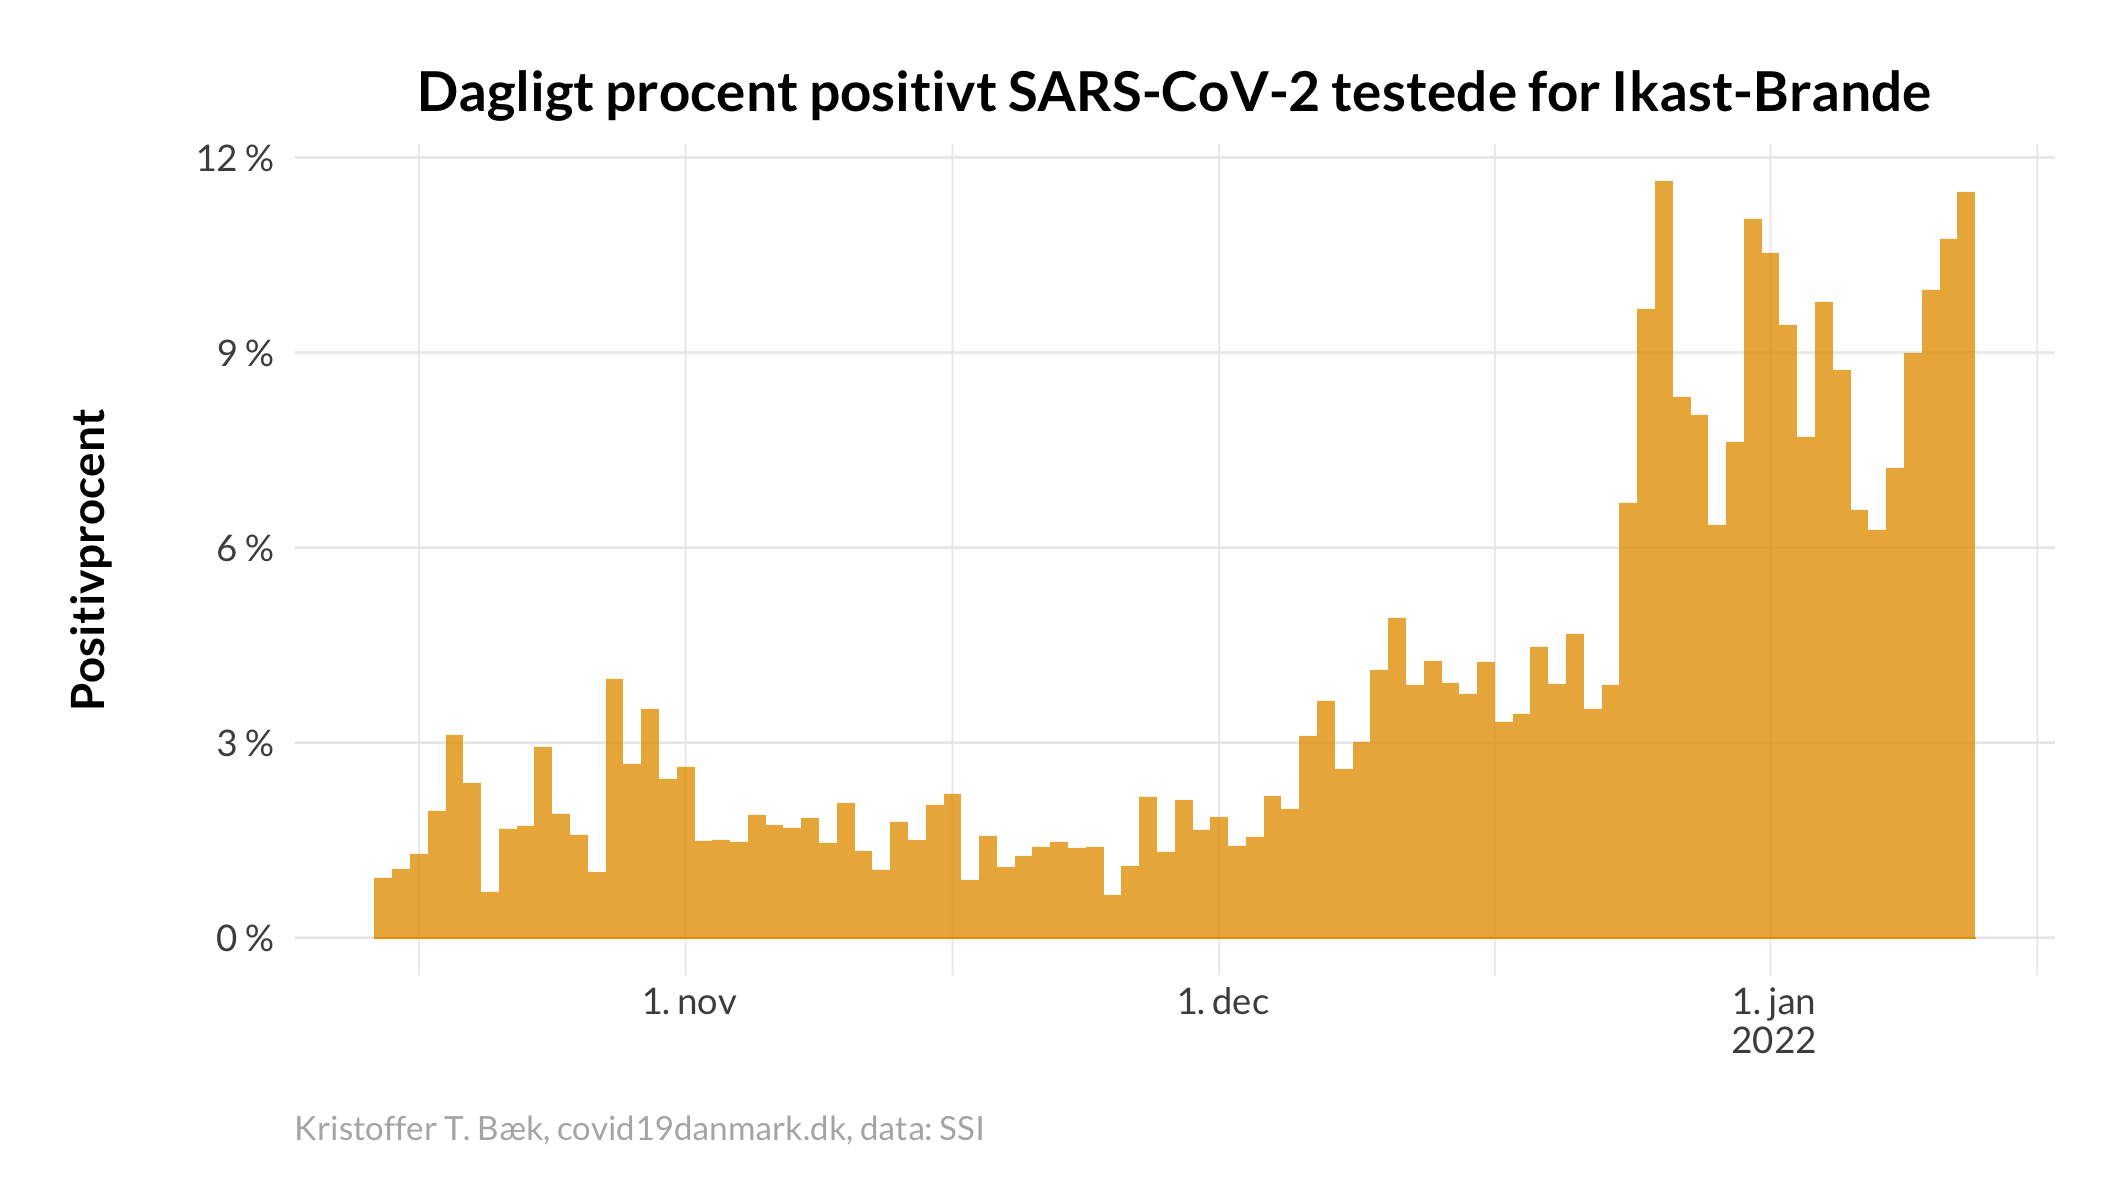 Dagligt procent positivt SARS-CoV-2 testede for Ikast-Brande
Positivprocent
12 %
9 %
6 %
3 %
0 %
1. nov
1. dec
1. jan
2022
Kristoffer T. Bæk, covid19danmark.dk, data: SSI